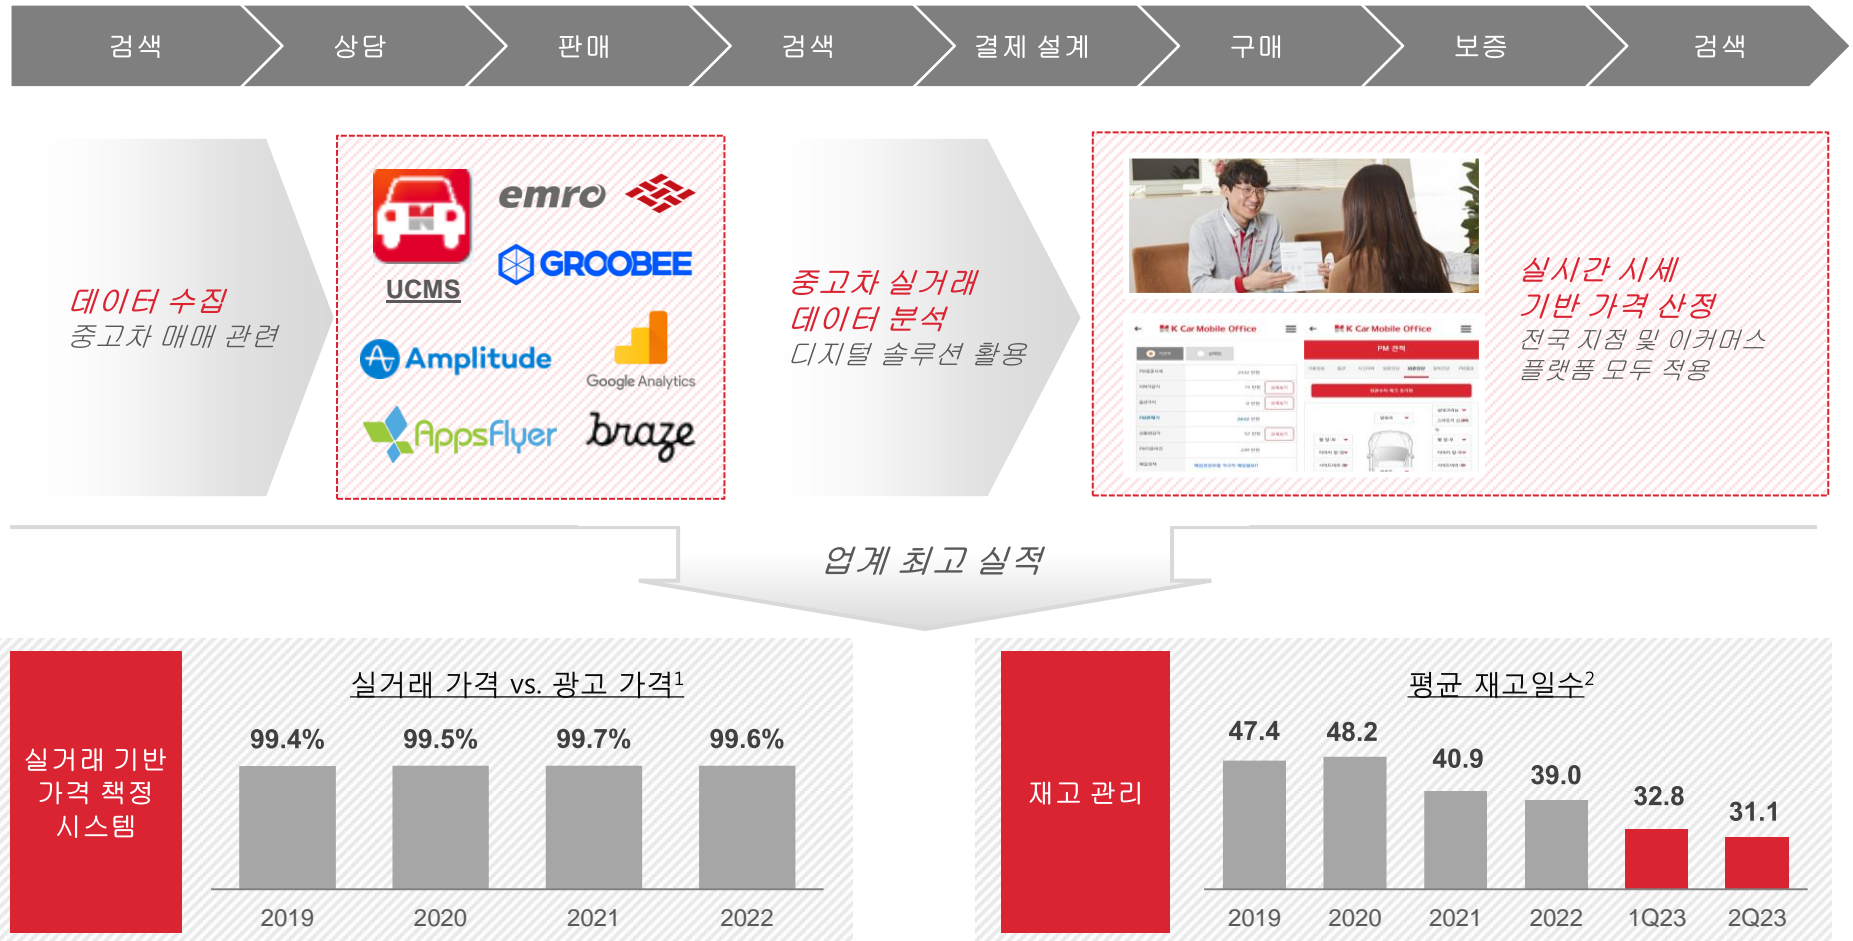 검색
상담
판매
검색
결제 설계
구매
보증
검색
데이터 수집
중고차 매매 관련
UCMS
emro
GROOBEE
Amplitude
Google Analytics
AppsFlyer
braze
중고차 실거래
데이터 분석
디지털 솔루션 활용
K Car Mobile Office
K Car Mobile Office
PM 견적
실시간 시세
기반 가격 산정
전국 지점 및 이커머스
플랫폼 모두 적용
업계 최고 실적
실거래 기반
가격 책정
시스템
실거래 가격 vs. 광고 가격1
99.4%
99.5%
99.7%
99.6%
2019
2020
2021
2022
재고 관리
평균 재고일수2
47.4
48.2
40.9
39.0
32.8
31.1
2019
2020
2021
2022
1Q23
2Q23